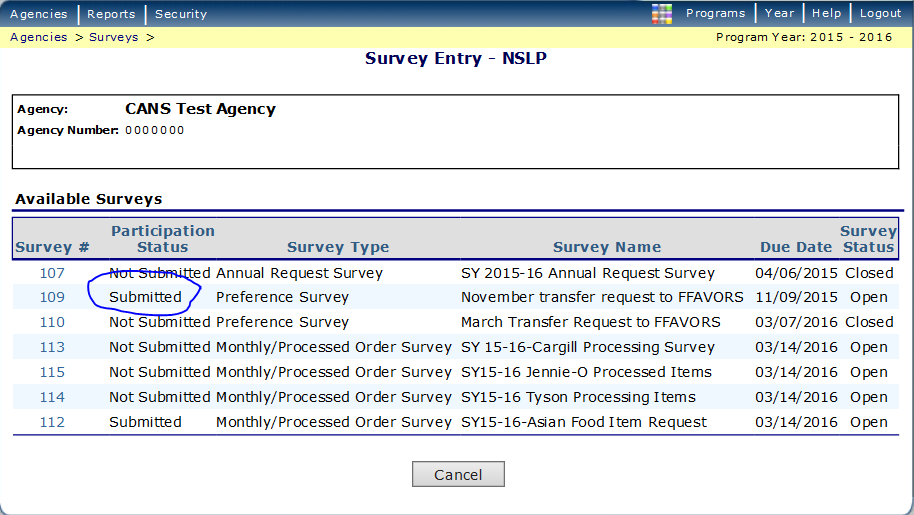 Agencies Reports Security Programs Year Help Logout
Agencies > Surveys > Program Year: 2015 - 2016
Survey Entry - NSLP
Agency: CANS Test Agency
Agency Number: 0000000
Available Surveys
Survey # Participation Status Survey Type Survey Name Due Date Survey Status
107 Not Submitted Annual Request Survey SY 2015-16 Annual Request Survey 04/06/2015 Closed
109 Submitted Preference Survey November transfer request to FFAVORS 11/09/2015 Open
110 Not Submitted Preference Survey March Transfer Request to FFAVORS 03/07/2016 Closed
113 Not Submitted Monthly/Processed Order Survey SY 15-16-Cargill Processing Survey 03/14/2016 Open
115 Not Submitted Monthly/Processed Order Survey SY15-16 Jennie-O Processed Items 03/14/2016 Open
114 Not Submitted Monthly/Processed Order Survey SY15-16 Tyson Processing Items 03/14/2016 Open
112 Submitted Monthly/Processed Order Survey SY15-16-Asian Food Item Request 03/14/2016 Open
Cancel